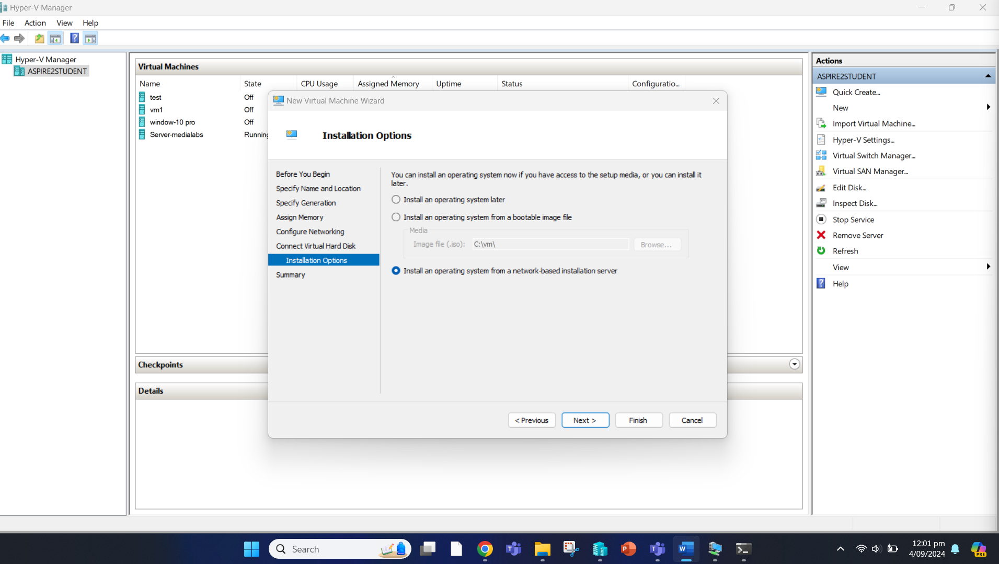 Hyper-V Manager
File Action View Help
Hyper-V Manager
ASPIRE2STUDENT
Virtual Machines
Name State CPU Usage Assigned Memory Uptime Status Configuratio...
test Off
vm1 Off
window-10 pro Off
Server-medialabs Running
New Virtual Machine Wizard
Installation Options
Before You Begin
Specify Name and Location
Specify Generation
Assign Memory
Configure Networking
Connect Virtual Hard Disk
Installation Options
Summary
You can install an operating system now if you have access to the setup media, or you can install it
later.
Install an operating system later
Install an operating system from a bootable image file
Media
Image file (.iso): C:\vm\ Browse...
Install an operating system from a network-based installation server
< Previous Next > Finish Cancel
Checkpoints
Details
Actions
ASPIRE2STUDENT
Quick Create...
New
Import Virtual Machine...
Hyper-V Settings...
Virtual Switch Manager...
Virtual SAN Manager...
Edit Disk...
Inspect Disk...
Stop Service
Remove Server
Refresh
View
Help
Search
12:01 pm
4/09/2024
PRE